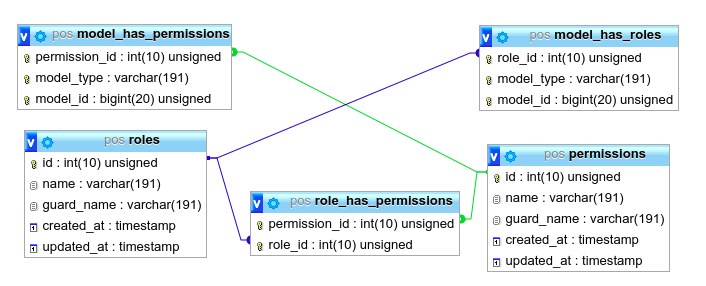 pos model_has_permissions
permission_id : int(10) unsigned
model_type : varchar(191)
model_id : bigint(20) unsigned
pos model_has_roles
role_id : int(10) unsigned
model_type : varchar(191)
model_id : bigint(20) unsigned
pos roles
id : int(10) unsigned
name : varchar(191)
guard_name : varchar(191)
created_at : timestamp
updated_at : timestamp
pos role_has_permissions
permission_id : int(10) unsigned
role_id : int(10) unsigned
pos permissions
id : int(10) unsigned
name : varchar(191)
guard_name : varchar(191)
created_at : timestamp
updated_at : timestamp